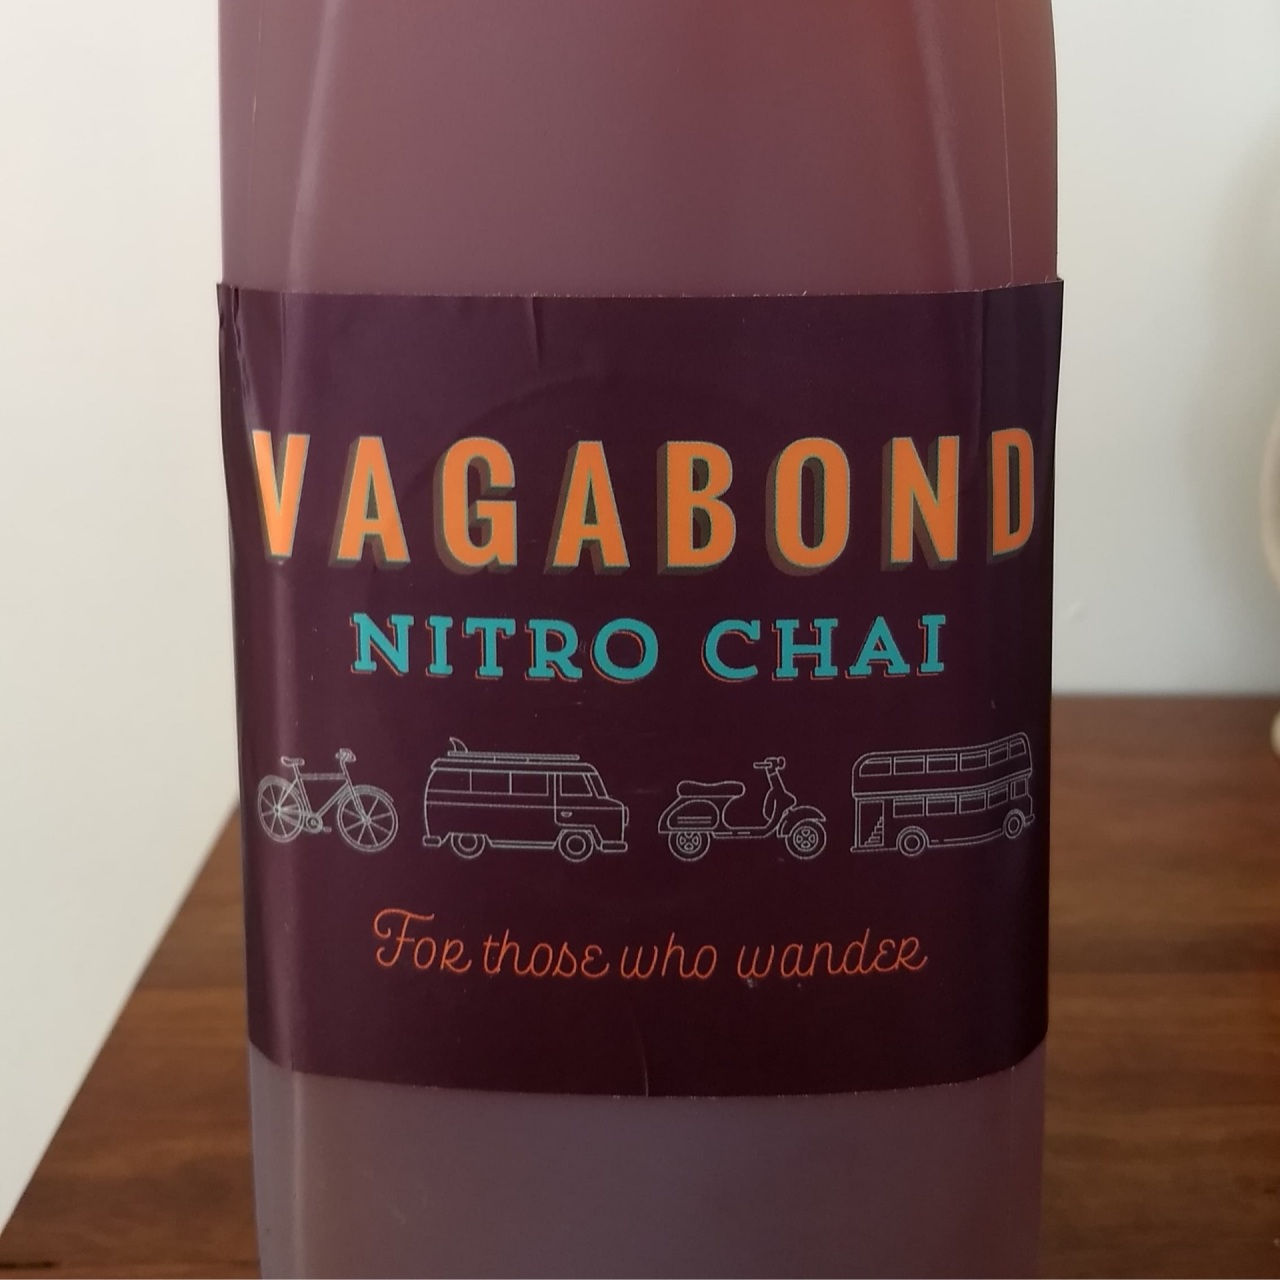 VAGABOND
NITRO CHAI
For those who wander